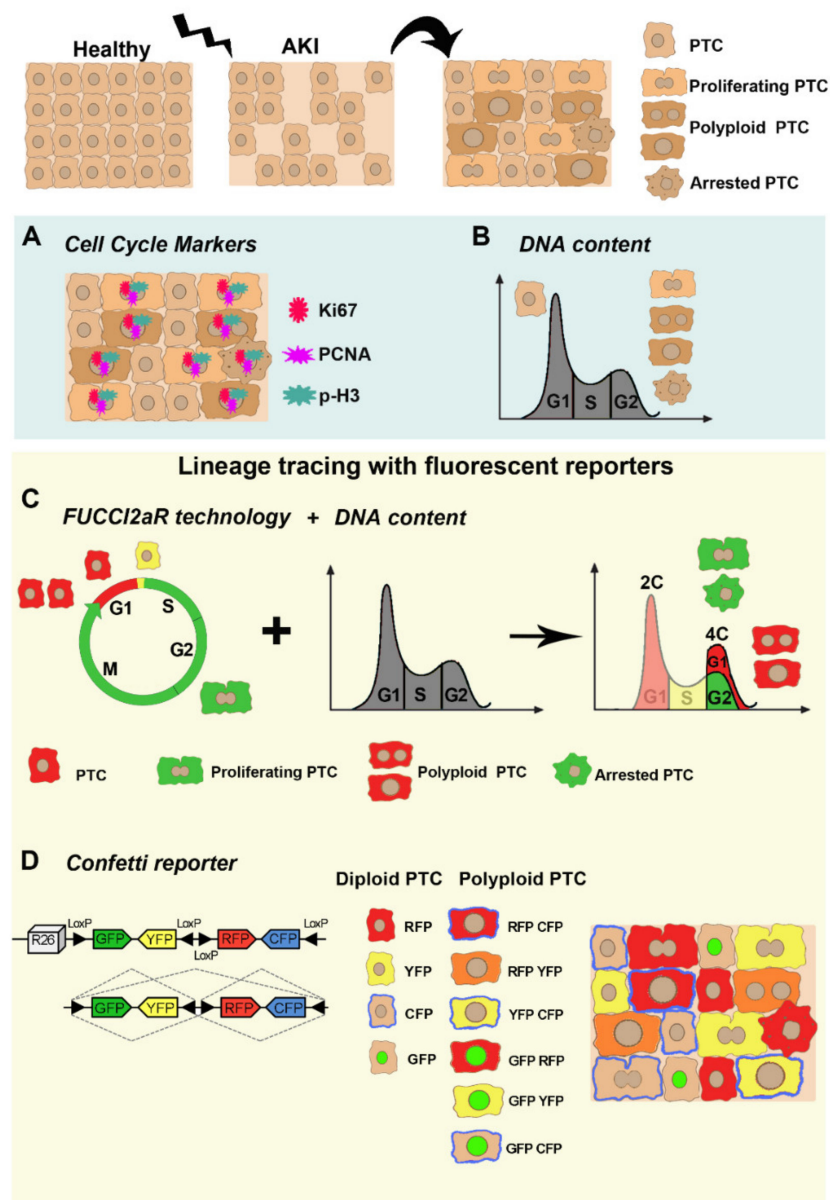 Healthy
AKI
PTC
Proliferating PTC
Polyploid PTC
Arrested PTC
A Cell Cycle Markers
Ki67
PCNA
p-H3
B DNA content
G1 S G2
Lineage tracing with fluorescent reporters
C
FUCCI2aR technology + DNA content
G1
S
G2
M
+
G1 S G2
2C
4C
G1
G1 S G2
PTC
Proliferating PTC
Polyploid PTC
Arrested PTC
D Confetti reporter
LoxP LoxP LoxP
R26 GFP YFP RFP CFP
LoxP
GFP YFP RFP CFP
Diploid PTC
RFP
YFP
CFP
GFP
Polyploid PTC
RFP CFP
RFP YFP
YFP CFP
GFP RFP
GFP YFP
GFP CFP